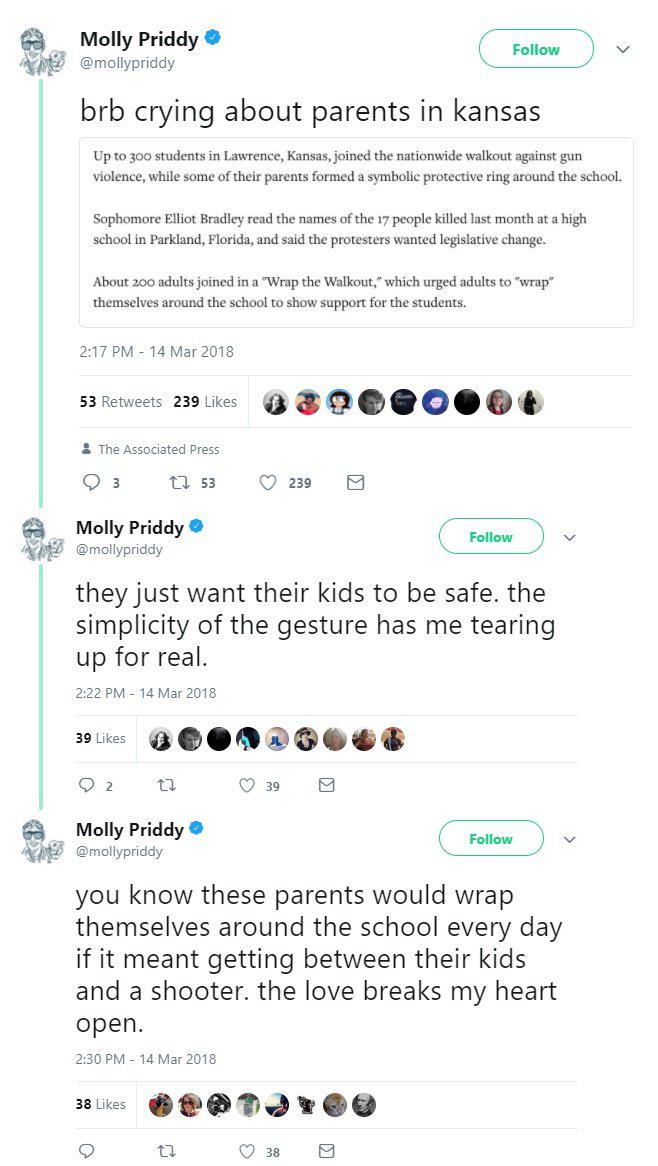 Molly Priddy
@mollypriddy
Follow
brb crying about parents in kansas
Up to 300 students in Lawrence, Kansas, joined the nationwide walkout against gun
violence, while some of their parents formed a symbolic protective ring around the school.
Sophomore Elliot Bradley read the names of the 17 people killed last month at a high
school in Parkland, Florida, and said the protesters wanted legislative change.
About 200 adults joined in a "Wrap the Walkout," which urged adults to "wrap"
themselves around the school to show support for the students.
2:17 PM - 14 Mar 2018
53 Retweets 239 Likes
The Associated Press
3 53 239
Molly Priddy
@mollypriddy
Follow
they just want their kids to be safe. the
simplicity of the gesture has me tearing
up for real.
2:22 PM - 14 Mar 2018
39 Likes
2 39
Molly Priddy
@mollypriddy
Follow
you know these parents would wrap
themselves around the school every day
if it meant getting between their kids
and a shooter. the love breaks my heart
open.
2:30 PM - 14 Mar 2018
38 Likes
38